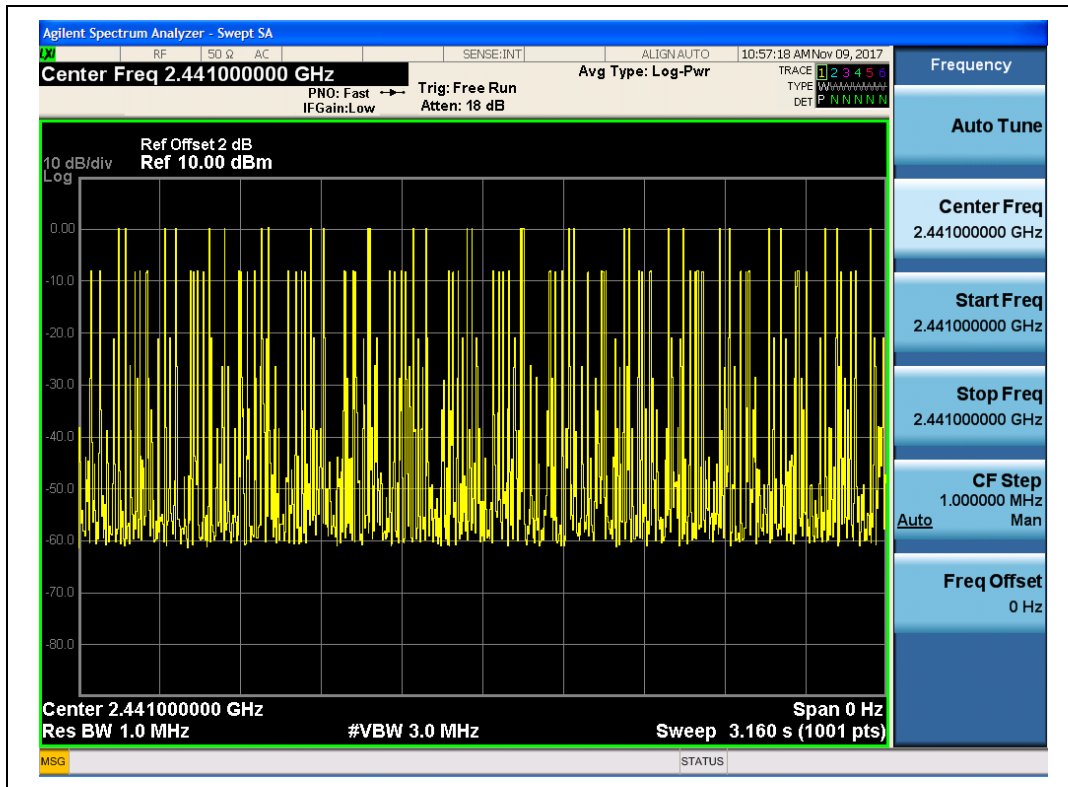 Agilent Spectrum Analyzer - Swept SA
LXI RF 50 Ω AC SENSE:INT ALIGN AUTO 10:57:18 AM Nov 09, 2017
Center Freq 2.441000000 GHz
PNO: Fast
IFGain:Low
Trig: Free Run
Atten: 18 dB
Avg Type: Log-Pwr
TRACE 1 2 3 4 5 6
TYPE WWWWWW
DET P N N N N N
Ref Offset 2 dB
10 dB/div Ref 10.00 dBm
Log
0.00
-10.0
-20.0
-30.0
-40.0
-50.0
-60.0
-70.0
-80.0
Center 2.441000000 GHz Span 0 Hz
Res BW 1.0 MHz #VBW 3.0 MHz Sweep 3.160 s (1001 pts)
MSG STATUS
Frequency
Auto Tune
Center Freq
2.441000000 GHz
Start Freq
2.441000000 GHz
Stop Freq
2.441000000 GHz
CF Step
1.000000 MHz
Auto Man
Freq Offset
0 Hz